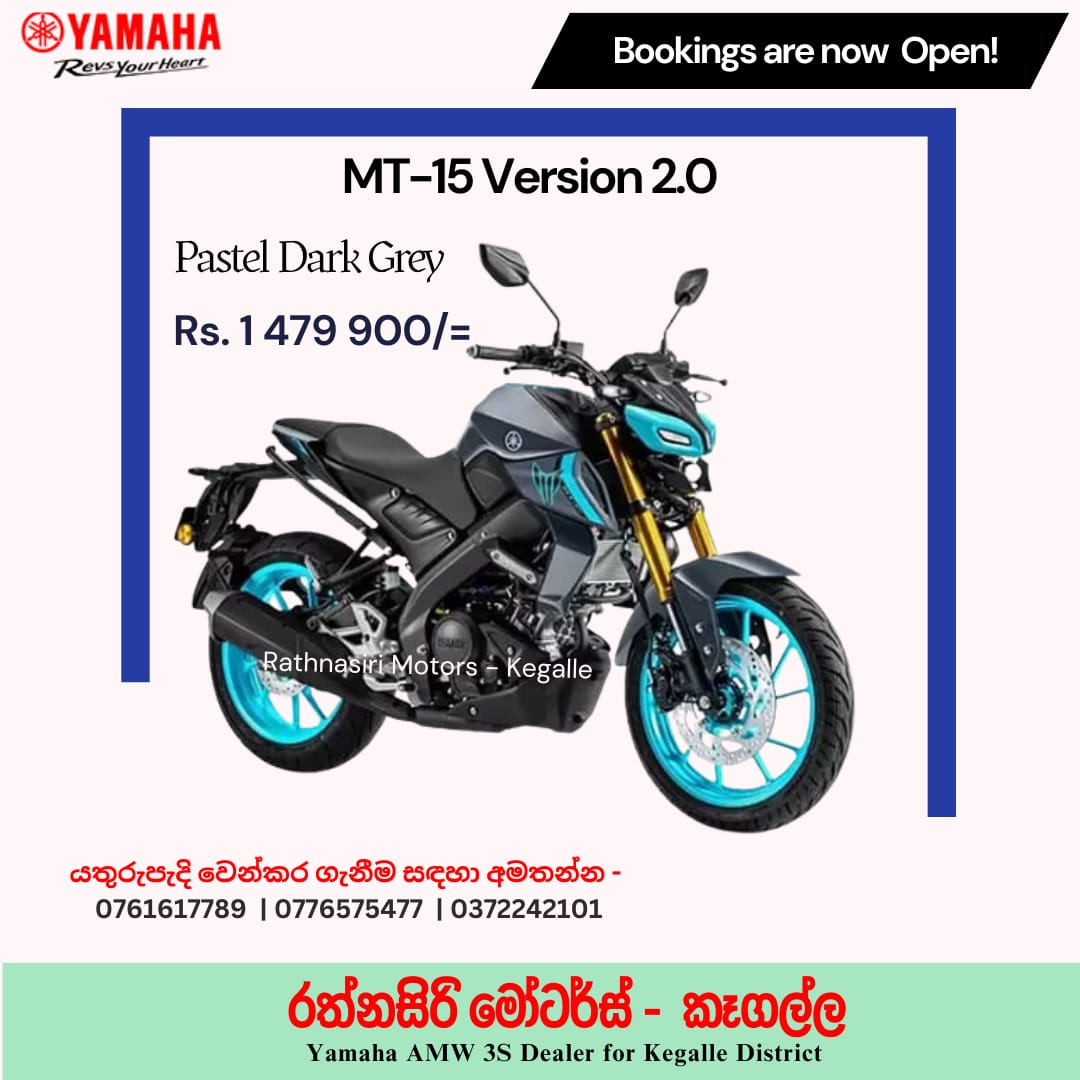 YAMAHA
Revs Your Heart
Bookings are now Open!
MT-15 Version 2.0
Pastel Dark Grey
Rs. 1 479 900/=
Rathnasiri Motors - Kegalle
යතුරුපැදි වෙන්කර ගැනීම සඳහා අමතන්න -
0761617789 | 0776575477 | 0372242101
රත්නසිරි මෝටර්ස් - කෑගල්ල
Yamaha AMW 3S Dealer for Kegalle District